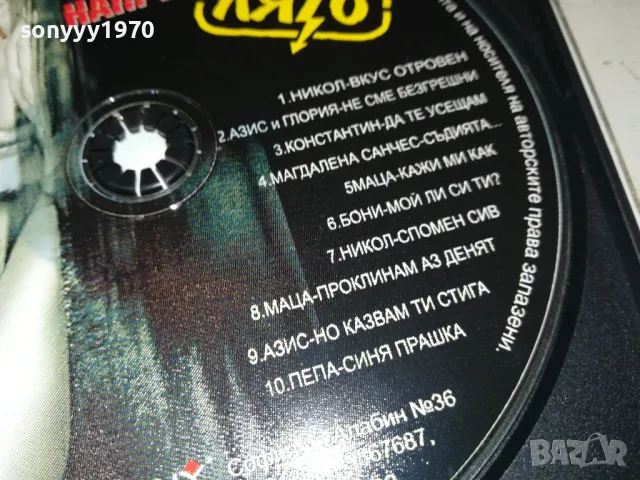 sonyyy1970
1.НИКОЛ-ВКУС ОТРОВЕН
2.АЗИС и ГЛОРИЯ-НЕ СМЕ БЕЗГРЕШНИ
3.КОНСТАНТИН-ДА ТЕ УСЕЩАМ
4.МАГДАЛЕНА САНЧЕС-СЪДИЯТА...
5МАЦА-КАЖИ МИ КАК
6.БОНИ-МОЙ ЛИ СИ ТИ?
7.НИКОЛ-СПОМЕН СИВ
8.МАЦА-ПРОКЛИНАМ АЗ ДЕНЯТ
9.АЗИС-НО КАЗВАМ ТИ СТИГА
10.ПЕПА-СИНЯ ПРАШКА
и на носителя на авторските права запазени.
Алабин №36
67687,
BAZAR